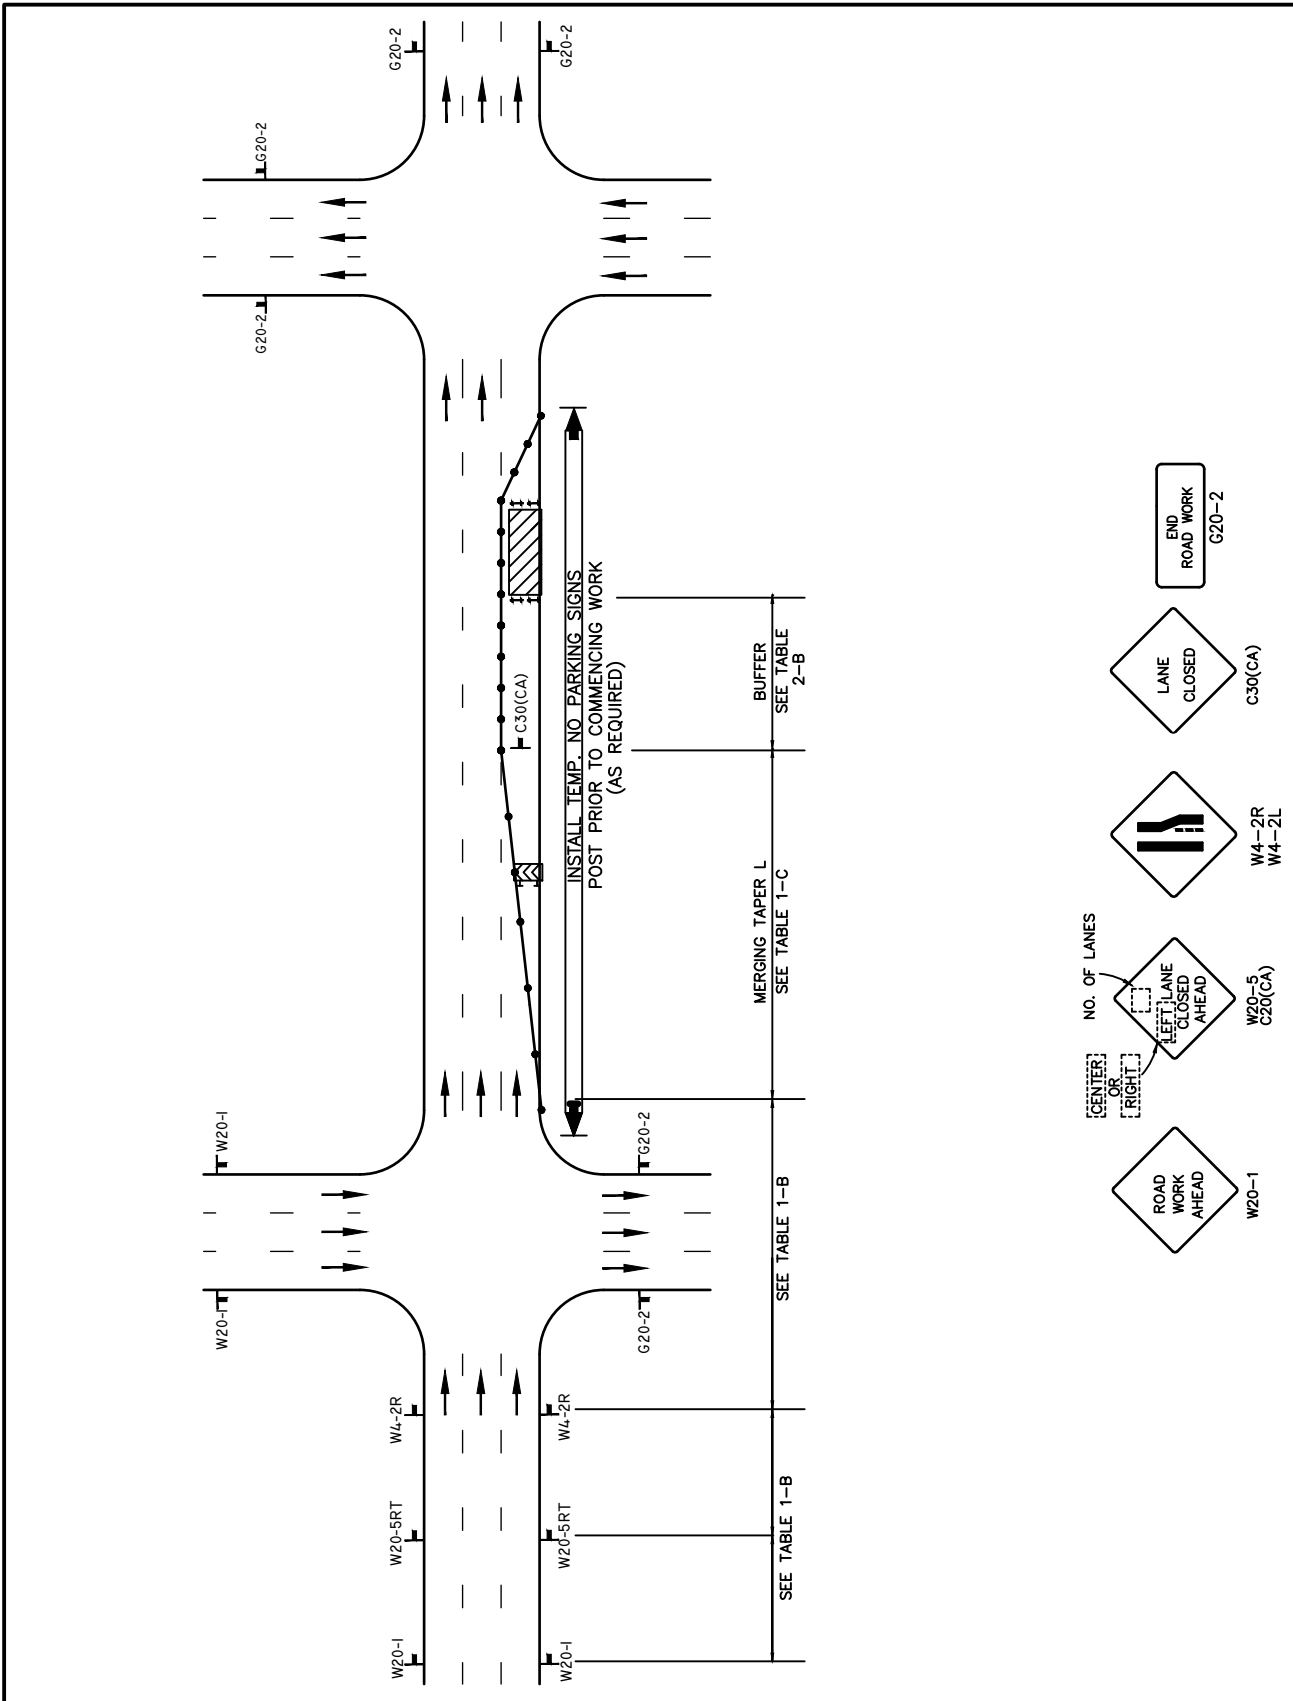 G20-2
G20-2
G20-2
G20-2
INSTALL TEMP. NO PARKING SIGNS
POST PRIOR TO COMMENCING WORK
(AS REQUIRED)
C30(CA)
BUFFER
SEE TABLE
2-B
MERGING TAPER L
SEE TABLE 1-C
W20-1
W20-1
G20-2
G20-2
SEE TABLE 1-B
W4-2R
W4-2R
W20-5RT
W20-5RT
SEE TABLE 1-B
W20-1
W20-1
END
ROAD WORK
G20-2
LANE
CLOSED
C30(CA)
W4-2R
W4-2L
NO. OF LANES
CENTER
OR
RIGHT
LEFT LANE
CLOSED
AHEAD
W20-5
C20(CA)
ROAD
WORK
AHEAD
W20-1